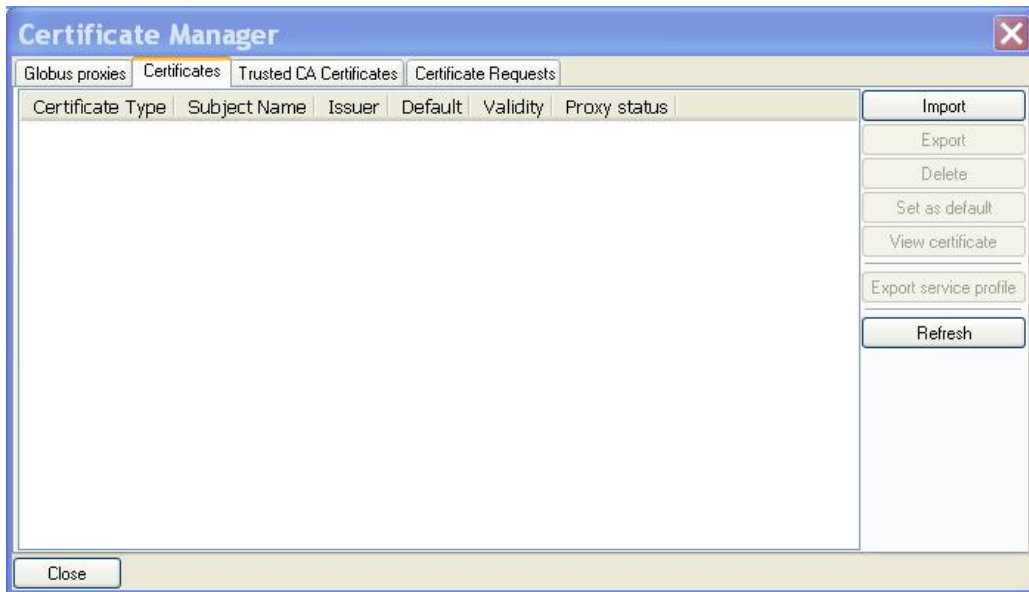 Certificate Manager
Globus proxies Certificates Trusted CA Certificates Certificate Requests
Certificate Type Subject Name Issuer Default Validity Proxy status
Import
Export
Delete
Set as default
View certificate
Export service profile
Refresh
Close